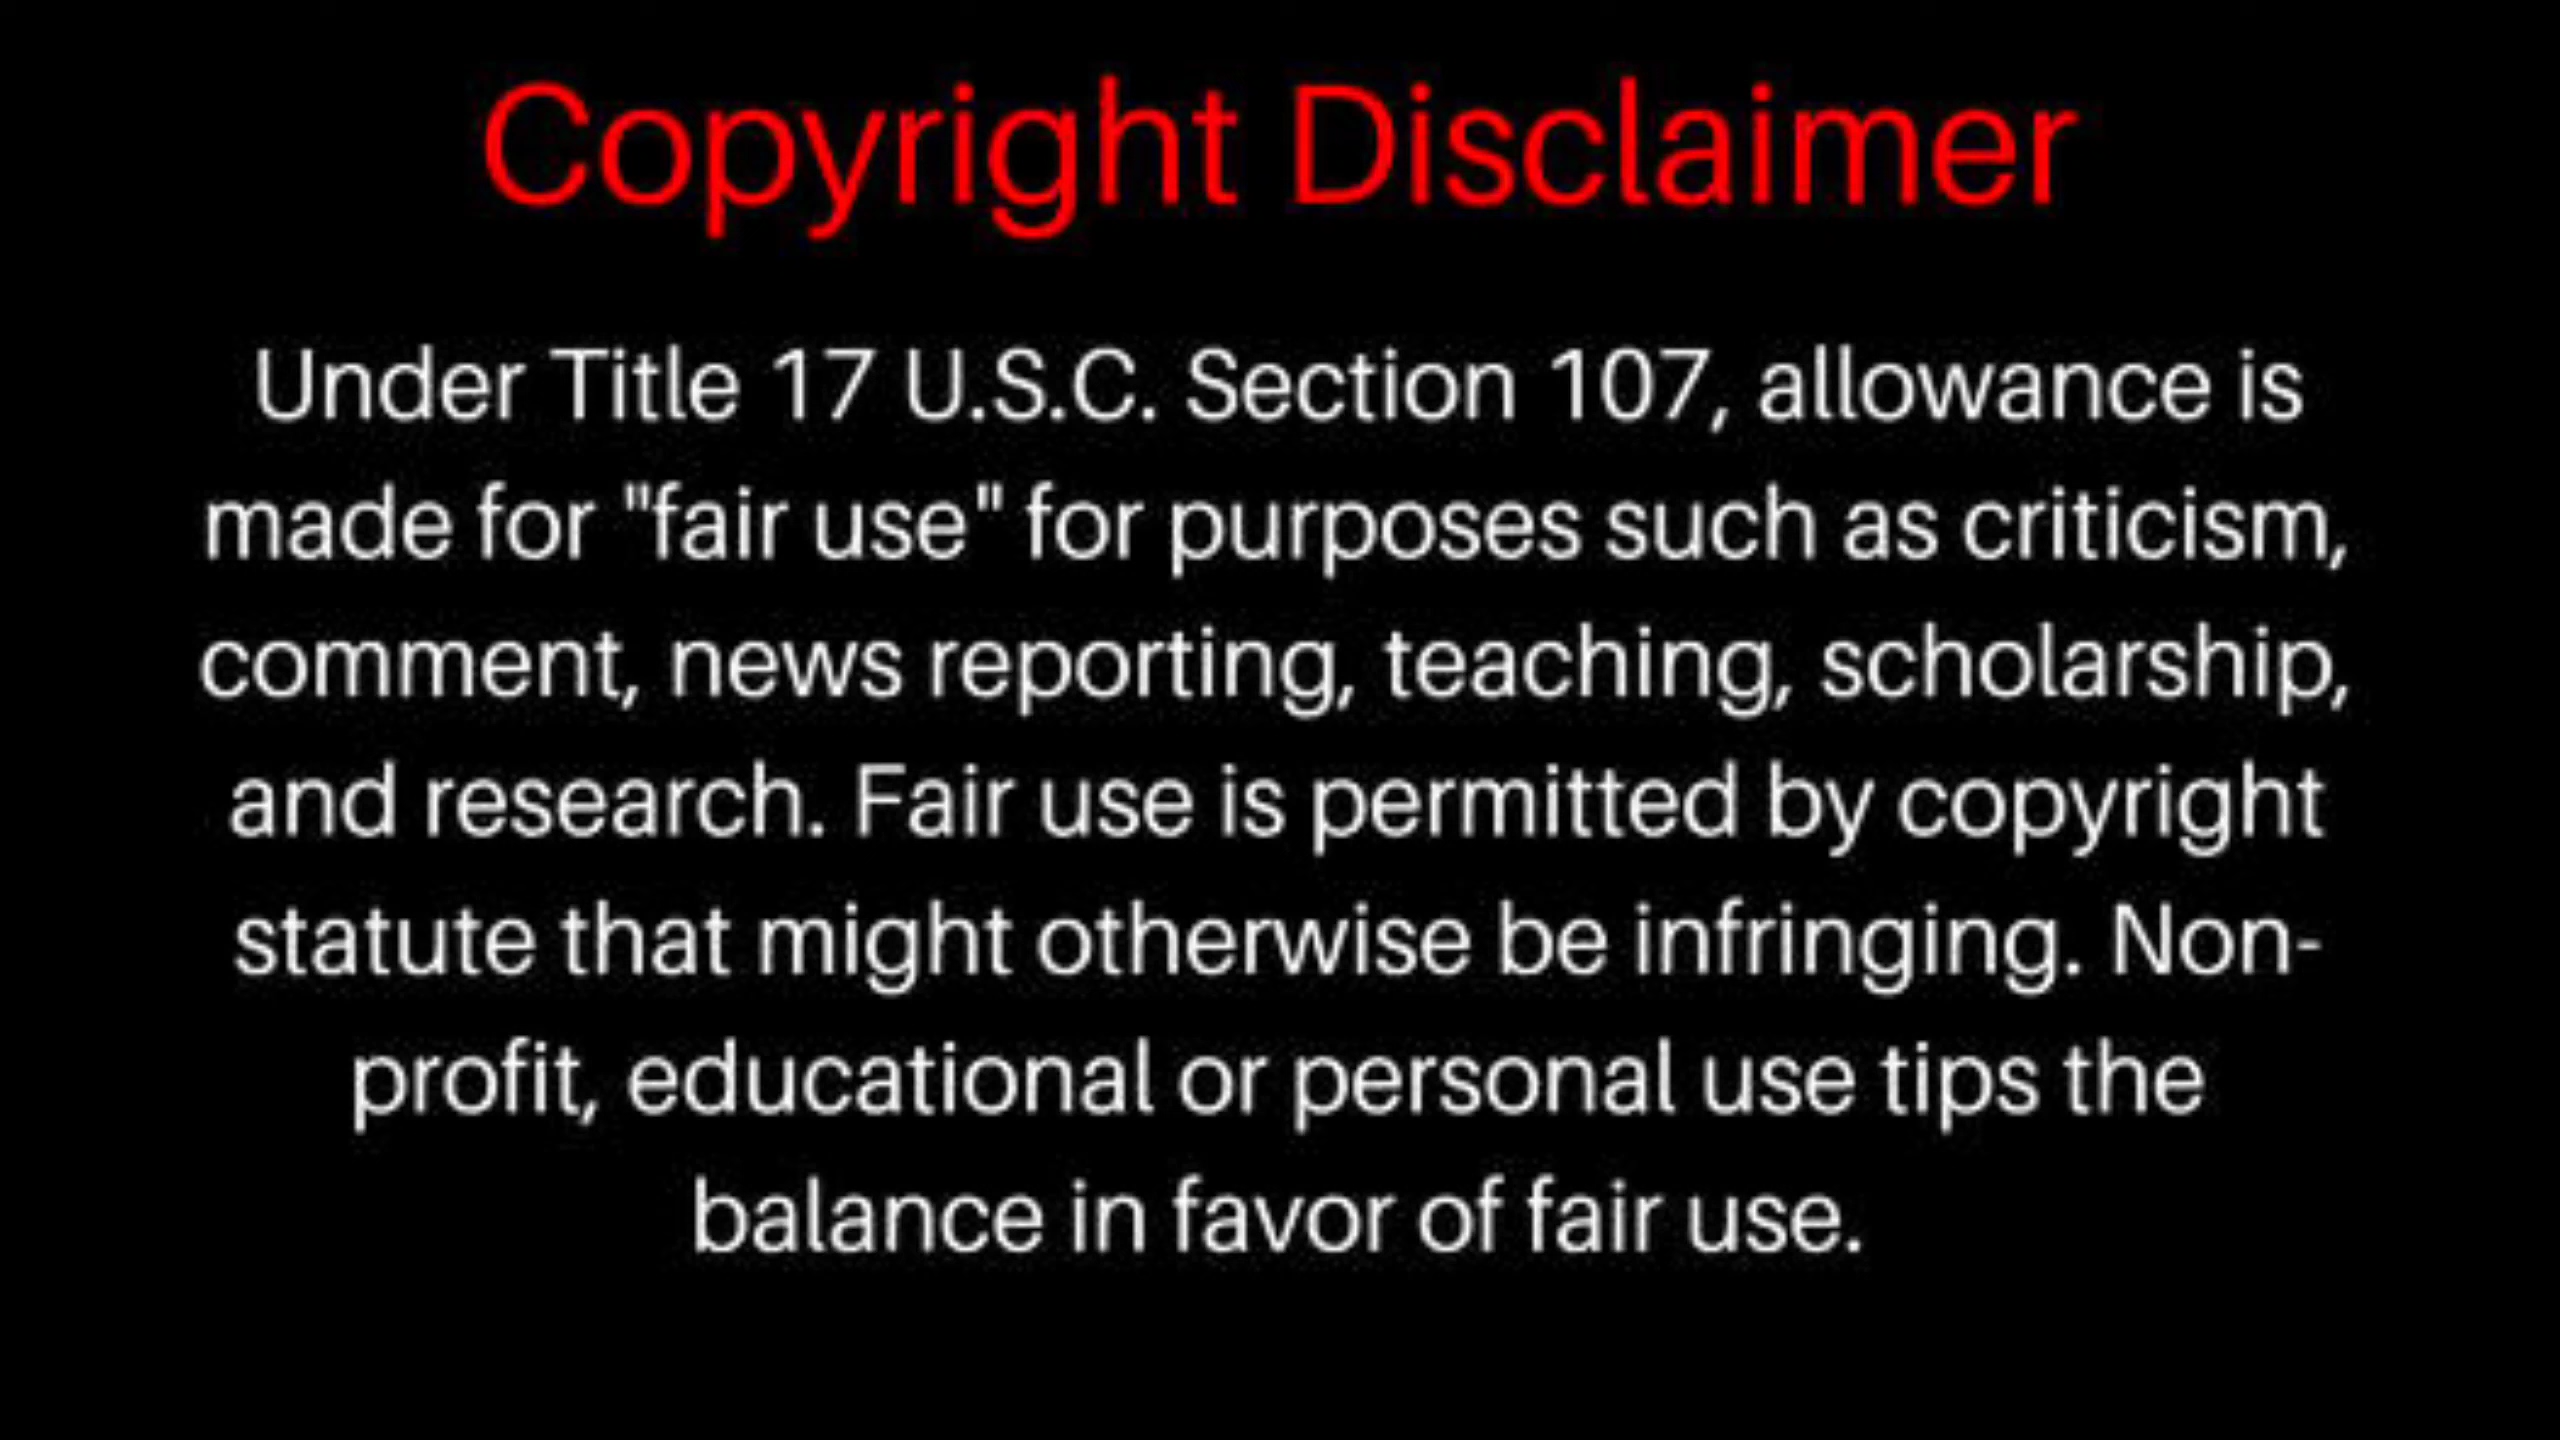 Copyright Disclaimer
Under Title 17 U.S.C. Section 107, allowance is
made for "fair use" for purposes such as criticism,
comment, news reporting, teaching, scholarship,
and research. Fair use is permitted by copyright
statute that might otherwise be infringing. Non-
profit, educational or personal use tips the
balance in favor of fair use.